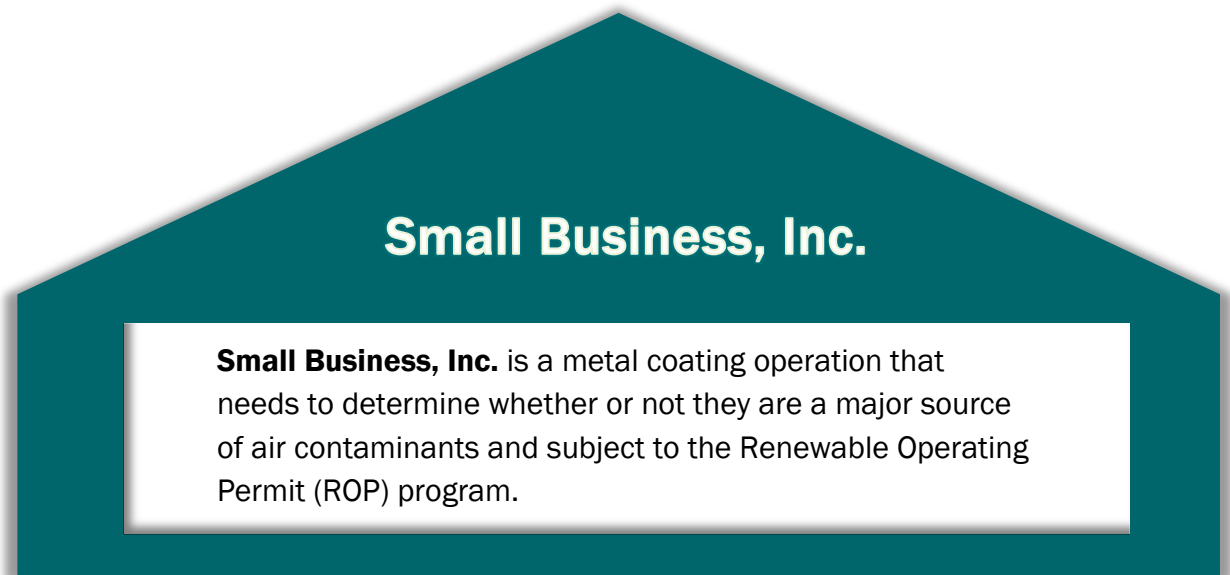 Small Business, Inc.
Small Business, Inc. is a metal coating operation that
needs to determine whether or not they are a major source
of air contaminants and subject to the Renewable Operating
Permit (ROP) program.